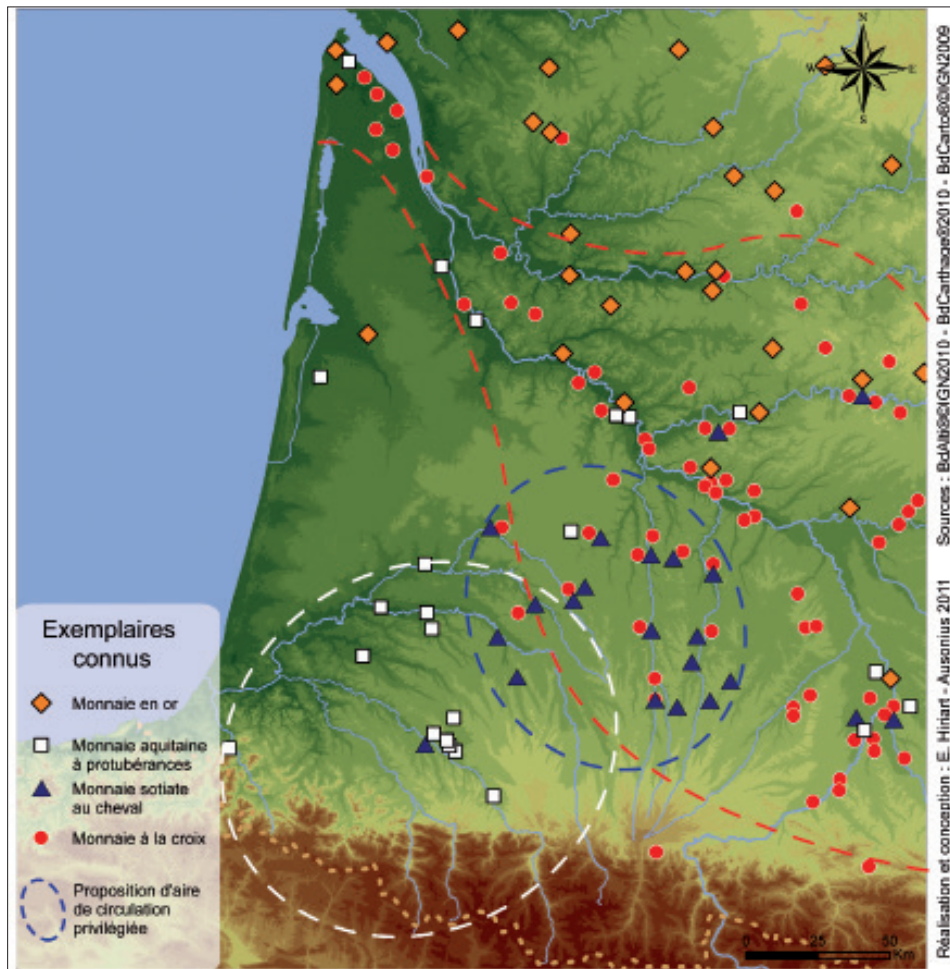 N
W
E
S
Exemplaires
connus
Monnaie en or
Monnaie aquitaine
à protubérances
Monnaie sotiate
au cheval
Monnaie à la croix
Proposition d'aire
de circulation
privilégiée
0 25 50
Km
Réalisation et conception : E. Hiriart - Ausonius 2011
Sources : BdAlti®©IGN2010 - BdCarthage®2010 - BdCarto®©IGN2009